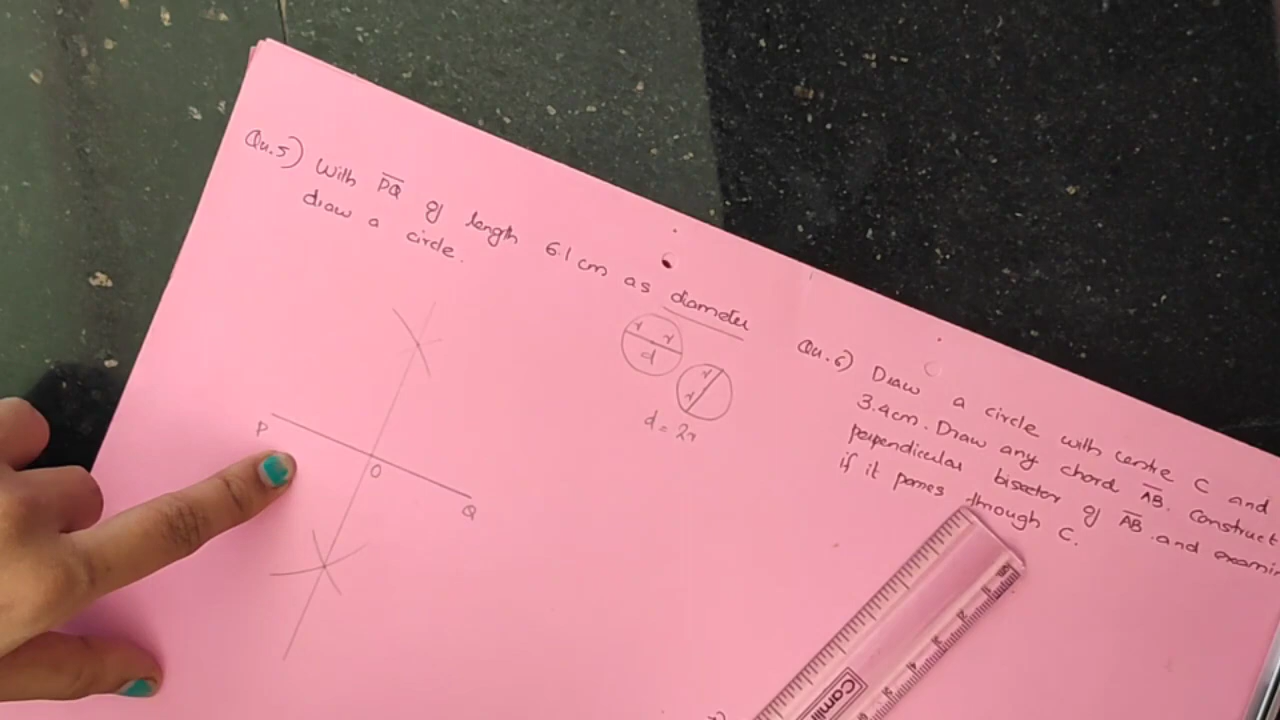 Qu.5) With PQ of length 6.1 cm as diameter
draw a circle.
r r
d
r
r
d = 2r
P
O
Q
Qu.6) Draw a circle with centre C and
3.4cm. Draw any chord AB. Construct
perpendicular bisector of AB and examin
if it passes through C.
Camlin